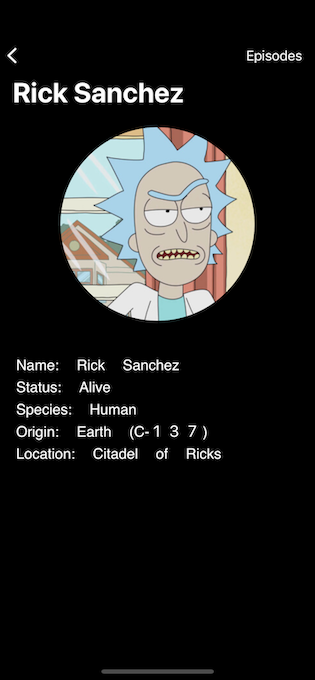 Episodes
Rick Sanchez
Name: Rick Sanchez
Status: Alive
Species: Human
Origin: Earth (C-137)
Location: Citadel of Ricks